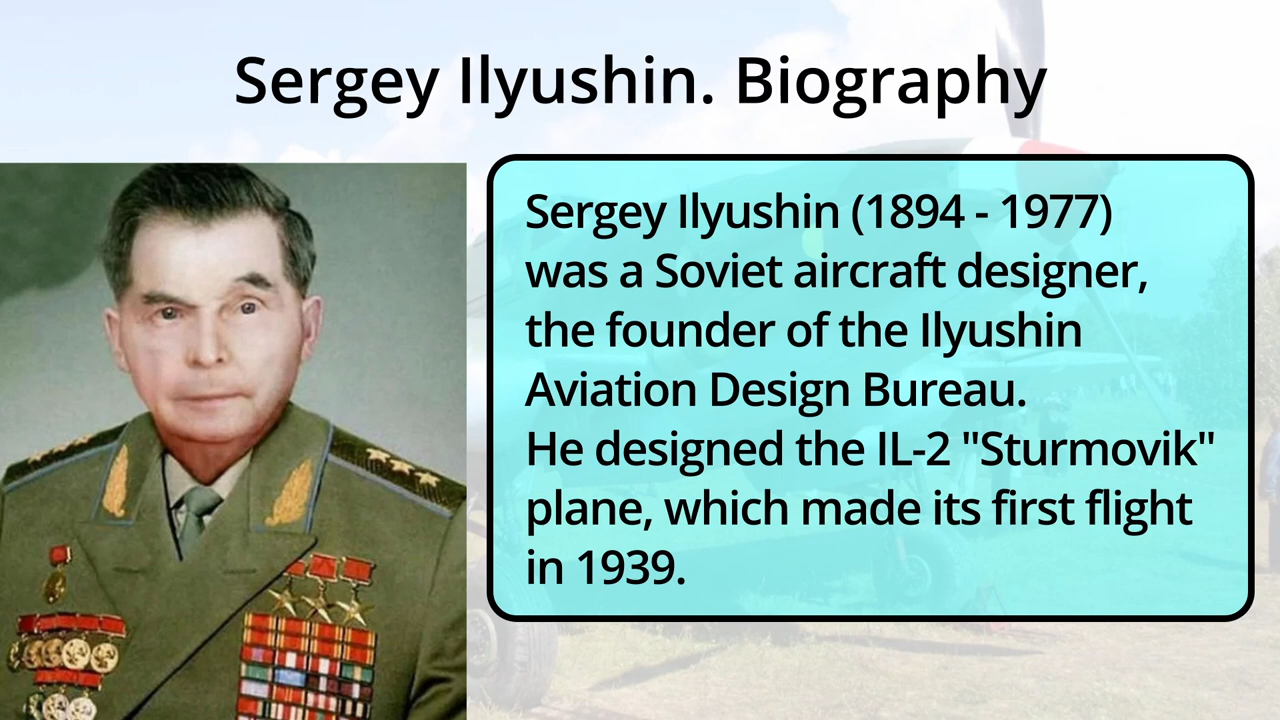 Sergey Ilyushin. Biography
Sergey Ilyushin (1894 - 1977)
was a Soviet aircraft designer,
the founder of the Ilyushin
Aviation Design Bureau.
He designed the IL-2 "Sturmovik"
plane, which made its first flight
in 1939.